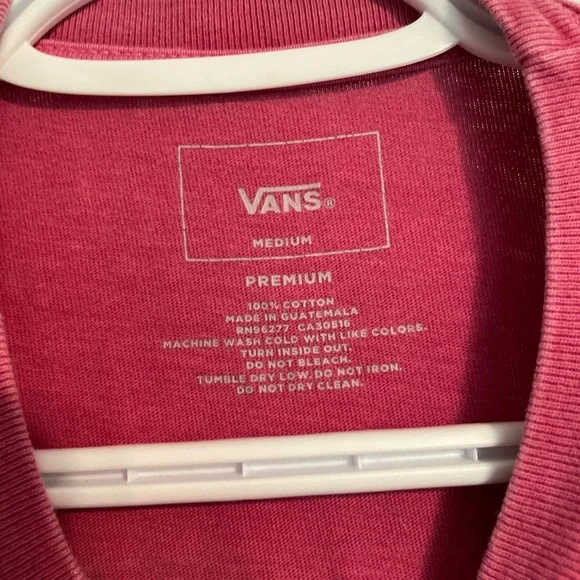 VANS®
MEDIUM
PREMIUM
100% COTTON
MADE IN GUATEMALA
RN96277 CA30516
MACHINE WASH COLD WITH LIKE COLORS.
TURN INSIDE OUT.
DO NOT BLEACH.
TUMBLE DRY LOW. DO NOT IRON.
DO NOT DRY CLEAN.